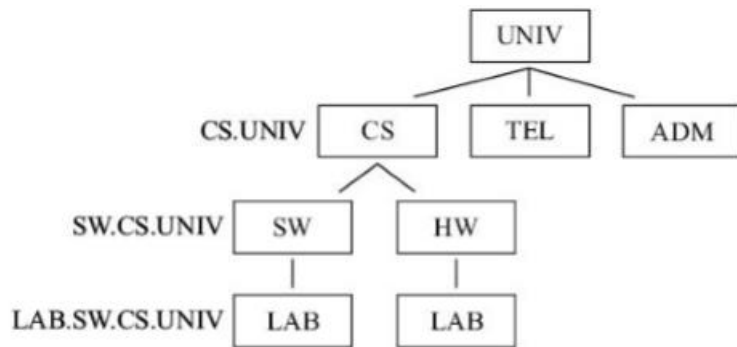 UNIV
CS.UNIV CS TEL ADM
SW.CS.UNIV SW HW
LAB.SW.CS.UNIV LAB LAB